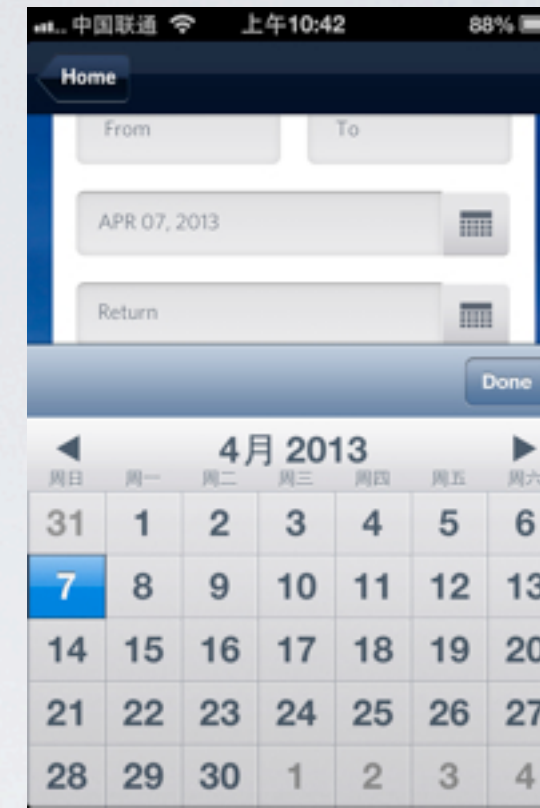 中国联通 上午10:42 88%
Home
From To
APR 07, 2013
Return
Done
4月 2013
周日 周一 周二 周三 周四 周五 周六
31 1 2 3 4 5 6
7 8 9 10 11 12 13
14 15 16 17 18 19 20
21 22 23 24 25 26 27
28 29 30 1 2 3 4